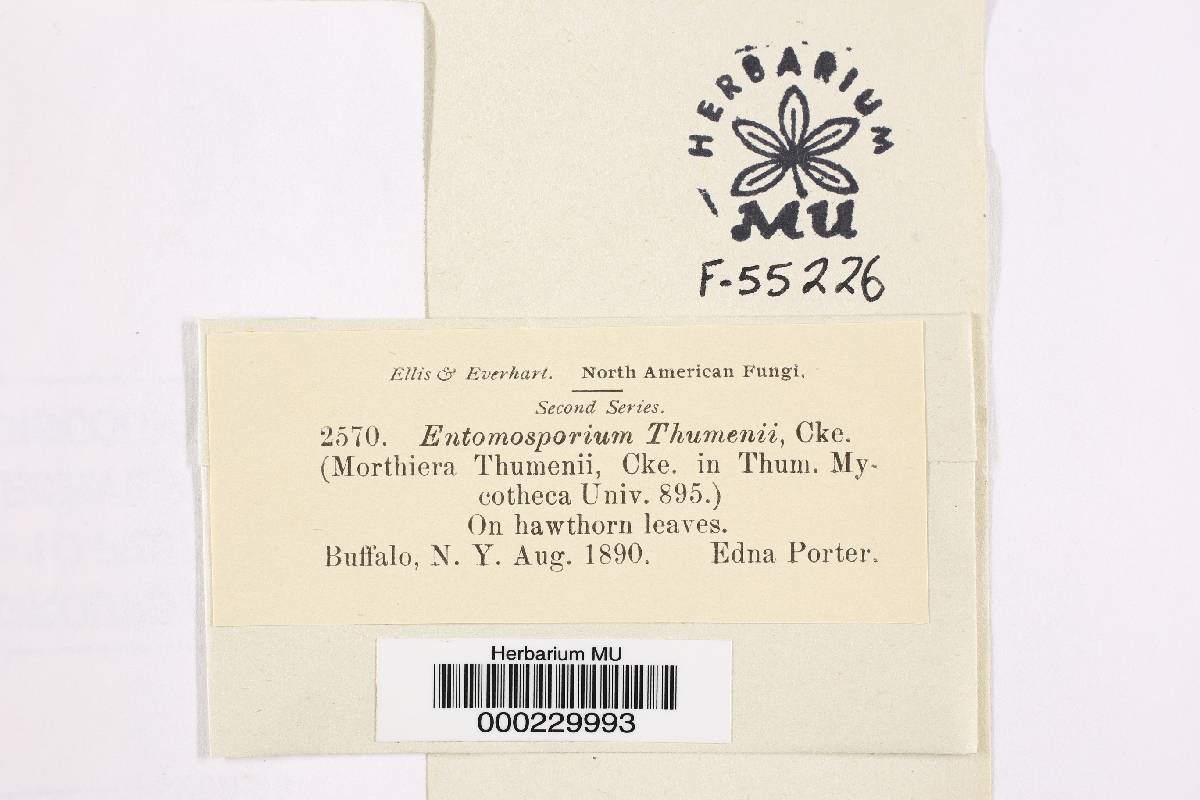 HERBARIUM
MU
F-55226
Ellis & Everhart. North American Fungi.
Second Series.
2570. Entomosporium Thumenii, Cke.
(Morthiera Thumenii, Cke. in Thum. My-
cotheca Univ. 895.)
On hawthorn leaves.
Buffalo, N. Y. Aug. 1890. Edna Porter.
Herbarium MU
000229993